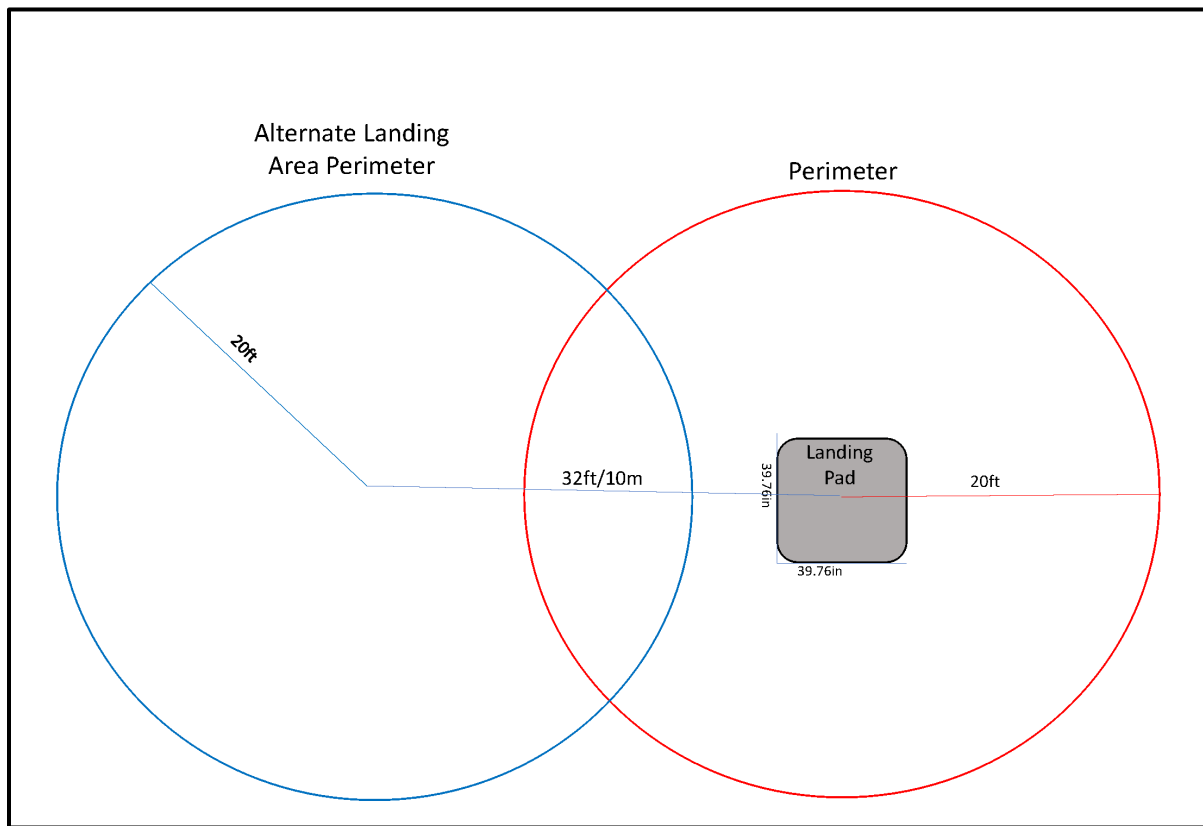 Alternate Landing
Area Perimeter
Perimeter
20ft
32ft/10m
39.76in
Landing
Pad
20ft
39.76in